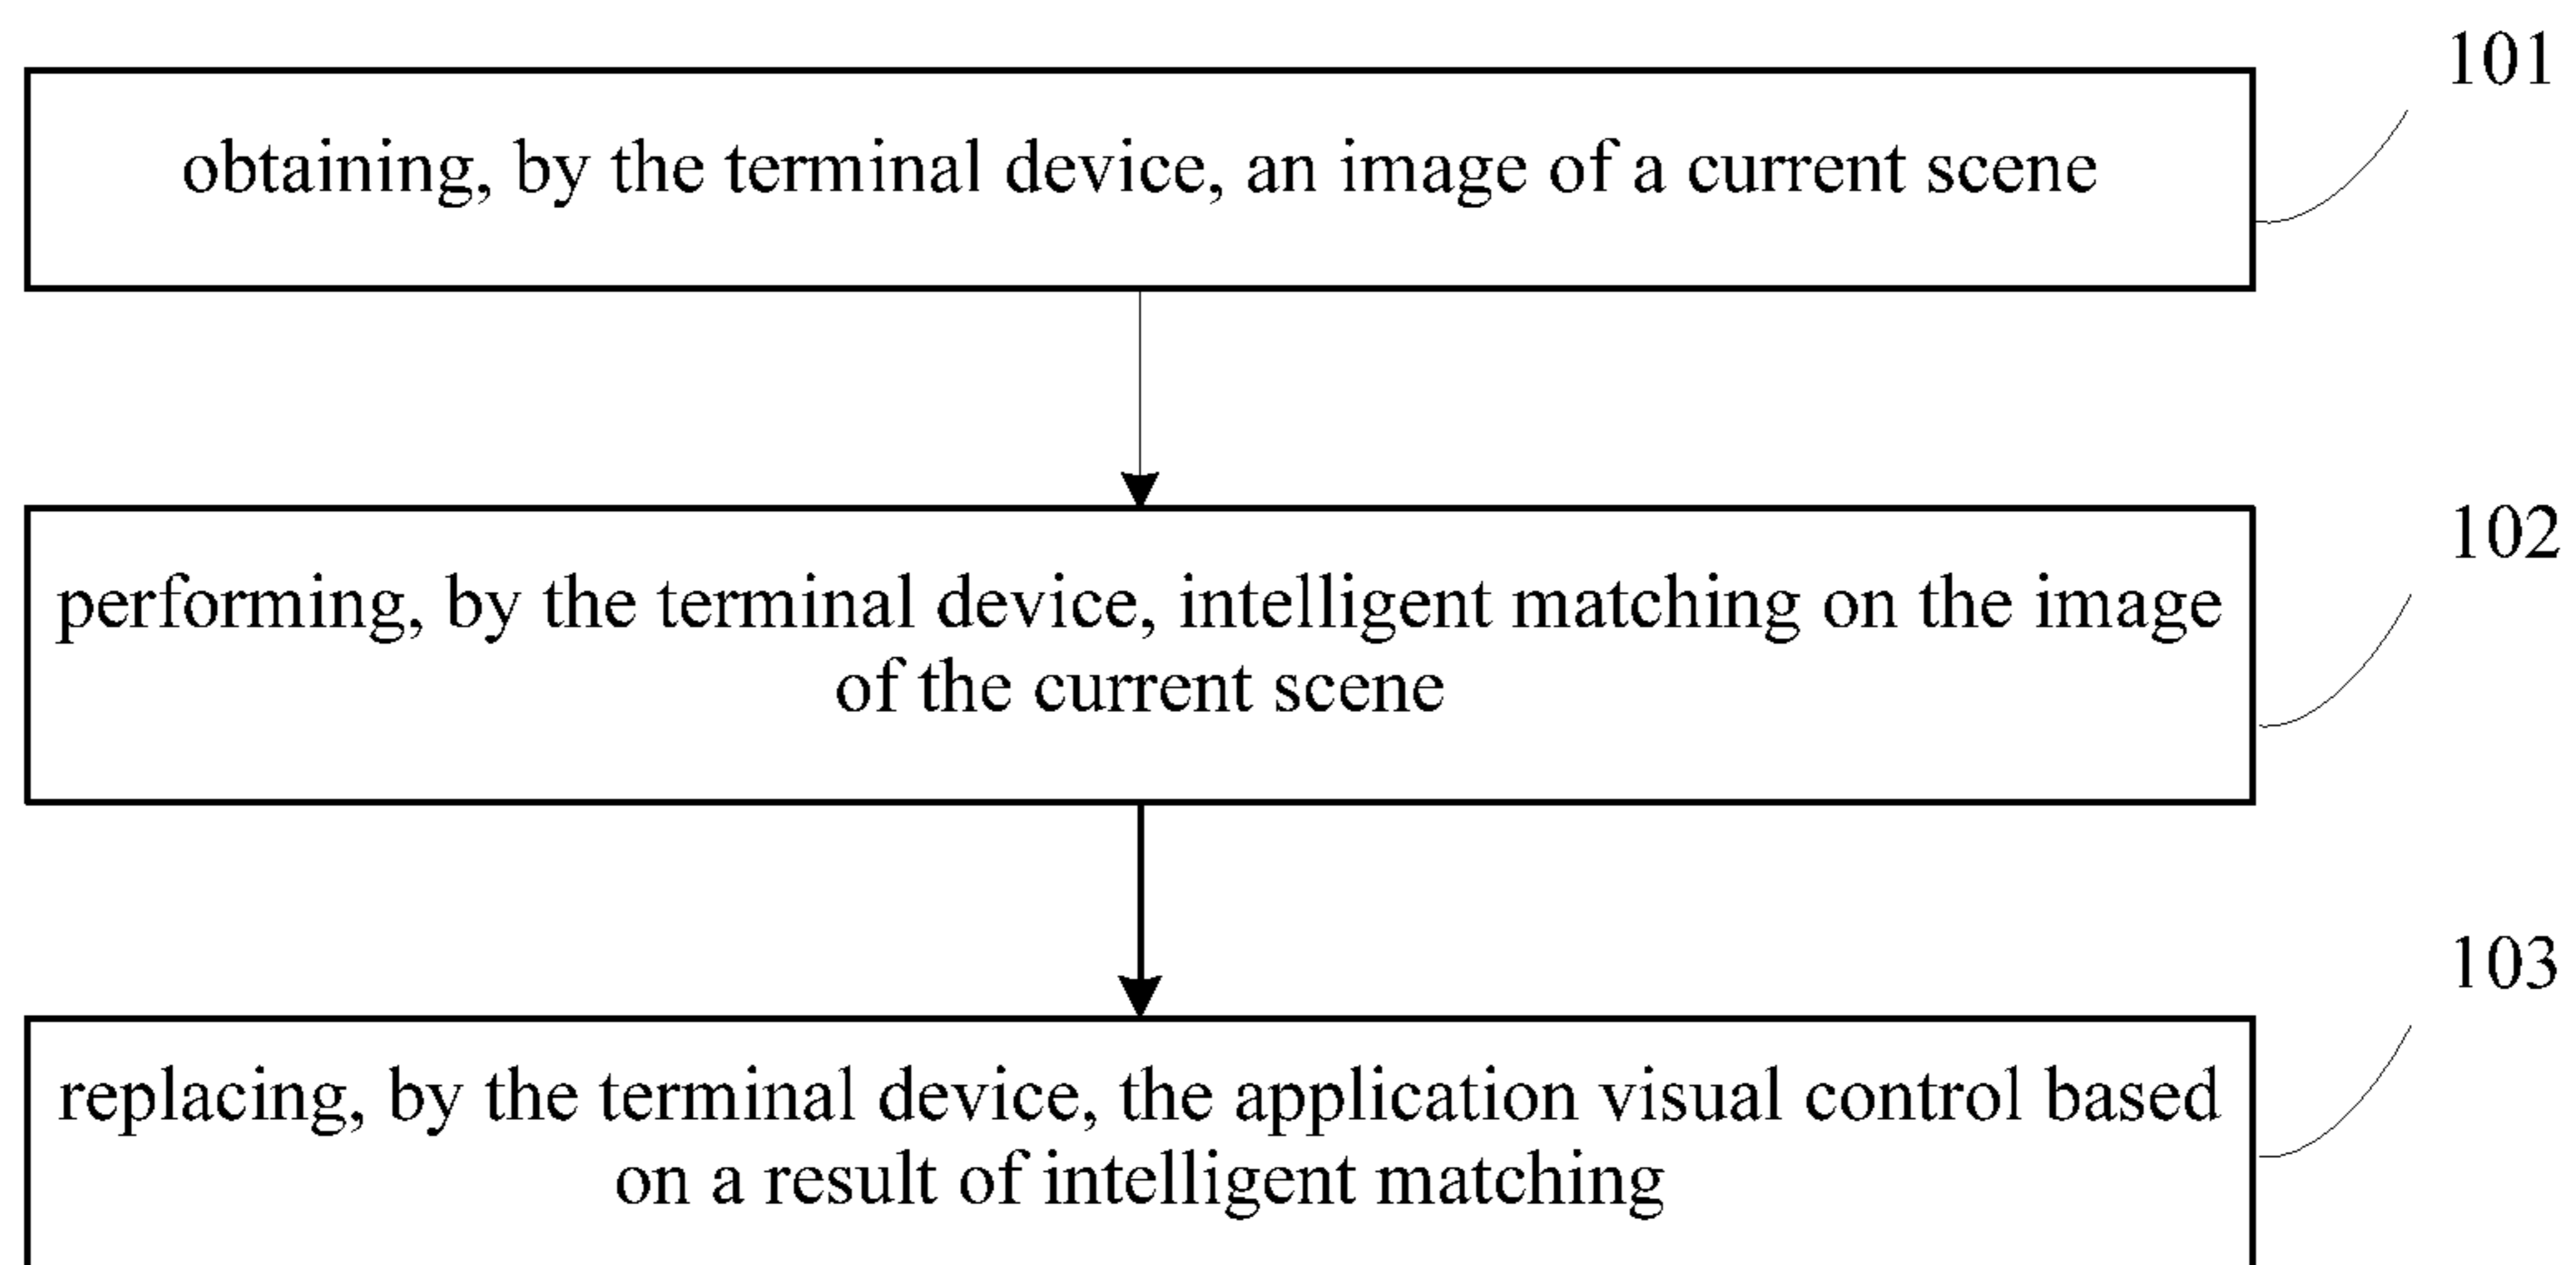 101
obtaining, by the terminal device, an image of a current scene
102
performing, by the terminal device, intelligent matching on the image
of the current scene
103
replacing, by the terminal device, the application visual control based
on a result of intelligent matching